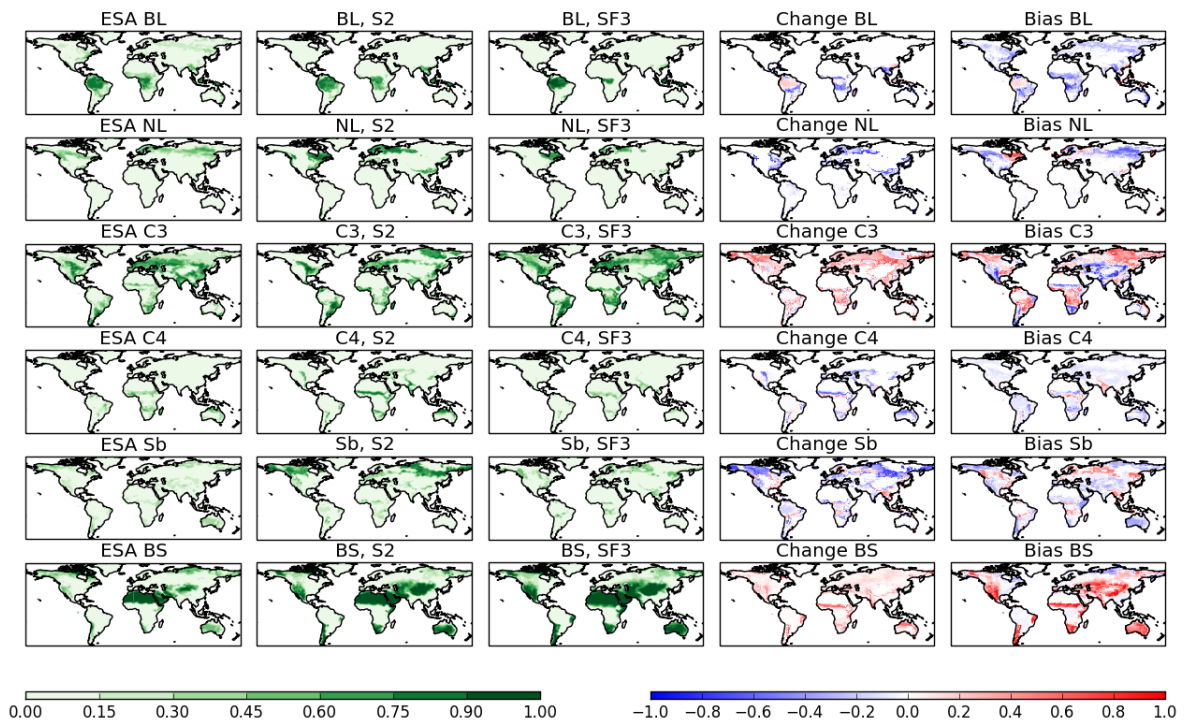 ESA BL BL, S2 BL, SF3 Change BL Bias BL
ESA NL NL, S2 NL, SF3 Change NL Bias NL
ESA C3 C3, S2 C3, SF3 Change C3 Bias C3
ESA C4 C4, S2 C4, SF3 Change C4 Bias C4
ESA Sb Sb, S2 Sb, SF3 Change Sb Bias Sb
ESA BS BS, S2 BS, SF3 Change BS Bias BS
0.00 0.15 0.30 0.45 0.60 0.75 0.90 1.00 −1.0 −0.8 −0.6 −0.4 −0.2 0.0 0.2 0.4 0.6 0.8 1.0